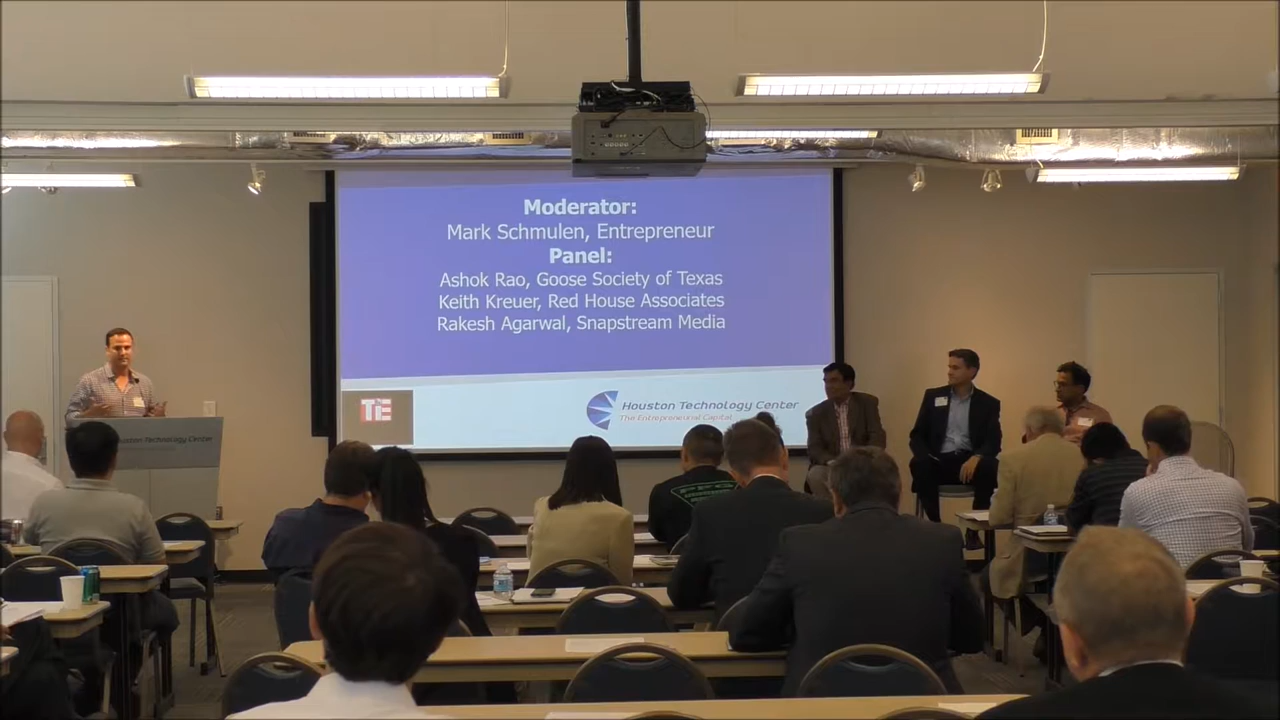 Moderator:
Mark Schmulen, Entrepreneur
Panel:
Ashok Rao, Goose Society of Texas
Keith Kreuer, Red House Associates
Rakesh Agarwal, Snapstream Media
TiE
Houston Technology Center
The Entrepreneurial Capital
Houston Technology Center